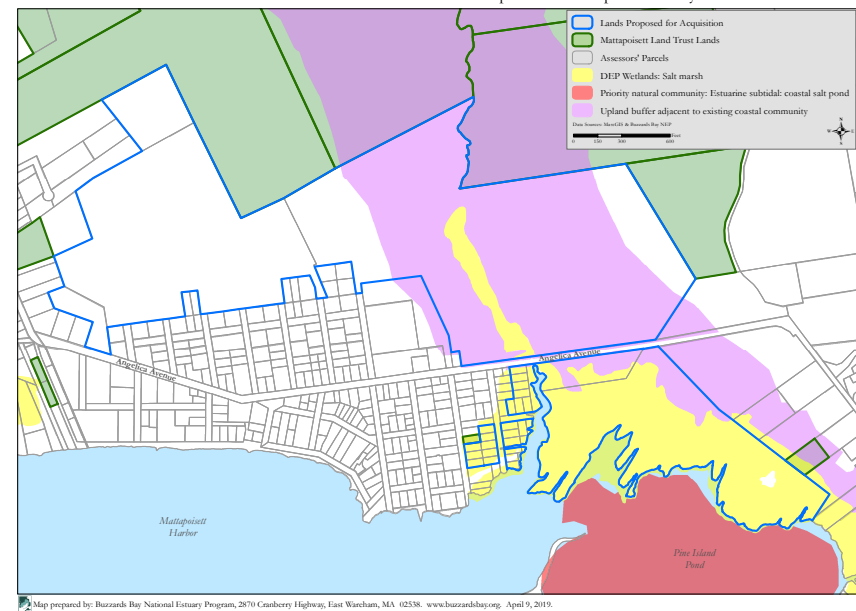 Lands Proposed for Acquisition
Mattapoisett Land Trust Lands
Assessors' Parcels
DEP Wetlands: Salt marsh
Priority natural community: Estuarine subtidal: coastal salt pond
Upland buffer adjacent to existing coastal community
Data Sources: MassGIS & Buzzards Bay NEP
Feet
0 150 300 600
N
W E
S
Angelica Avenue
Angelica Avenue
Mattapoisett
Harbor
Pine Island
Pond
Map prepared by: Buzzards Bay National Estuary Program, 2870 Cranberry Highway, East Wareham, MA 02538. www.buzzardsbay.org. April 9, 2019.